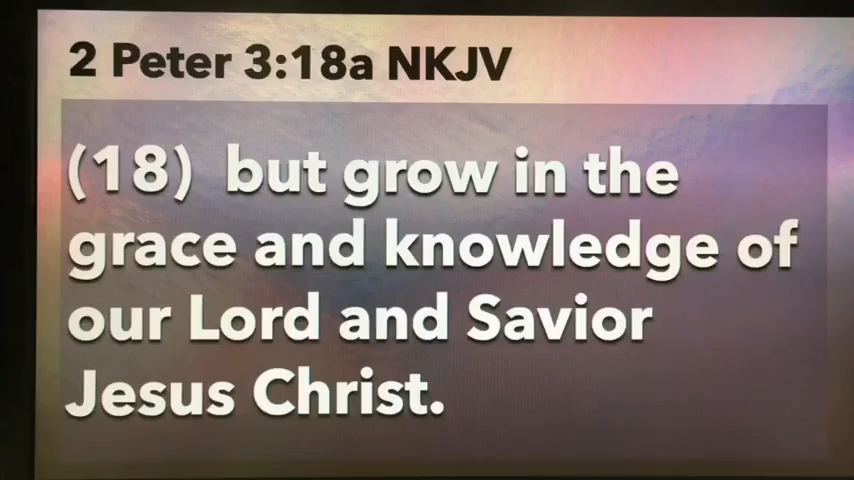 2 Peter 3:18a NKJV
(18) but grow in the
grace and knowledge of
our Lord and Savior
Jesus Christ.